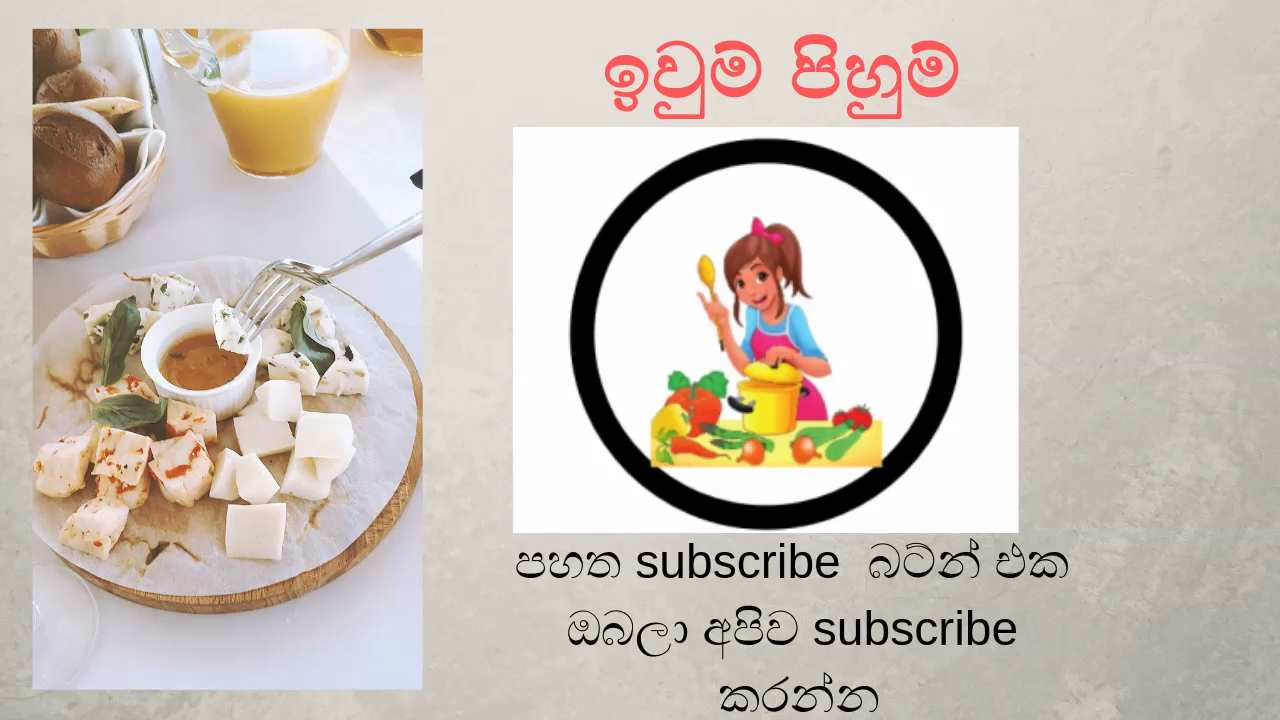 ඉවුම් පිහුම්
පහත subscribe බටන් එක
ඔබලා අපිව subscribe
කරන්න